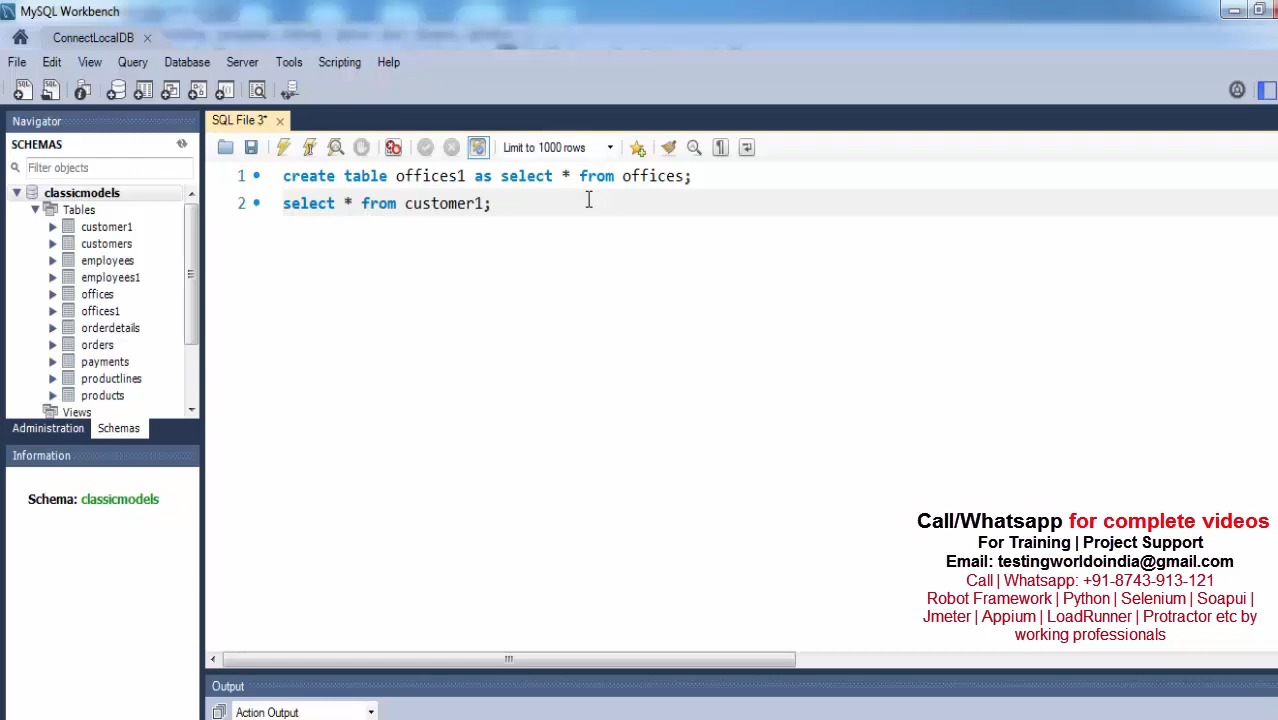 MySQL Workbench
ConnectLocalDB
File Edit View Query Database Server Tools Scripting Help
Navigator
SCHEMAS
Filter objects
classicmodels
Tables
customer1
customers
employees
employees1
offices
offices1
orderdetails
orders
payments
productlines
products
Views
Administration Schemas
Information
Schema: classicmodels
SQL File 3*
Limit to 1000 rows
1 create table offices1 as select * from offices;
2 select * from customer1;
Call/Whatsapp for complete videos
For Training | Project Support
Email: testingworldoindia@gmail.com
Call | Whatsapp: +91-8743-913-121
Robot Framework | Python | Selenium | Soapui |
Jmeter | Appium | LoadRunner | Protractor etc by
working professionals
Output
Action Output